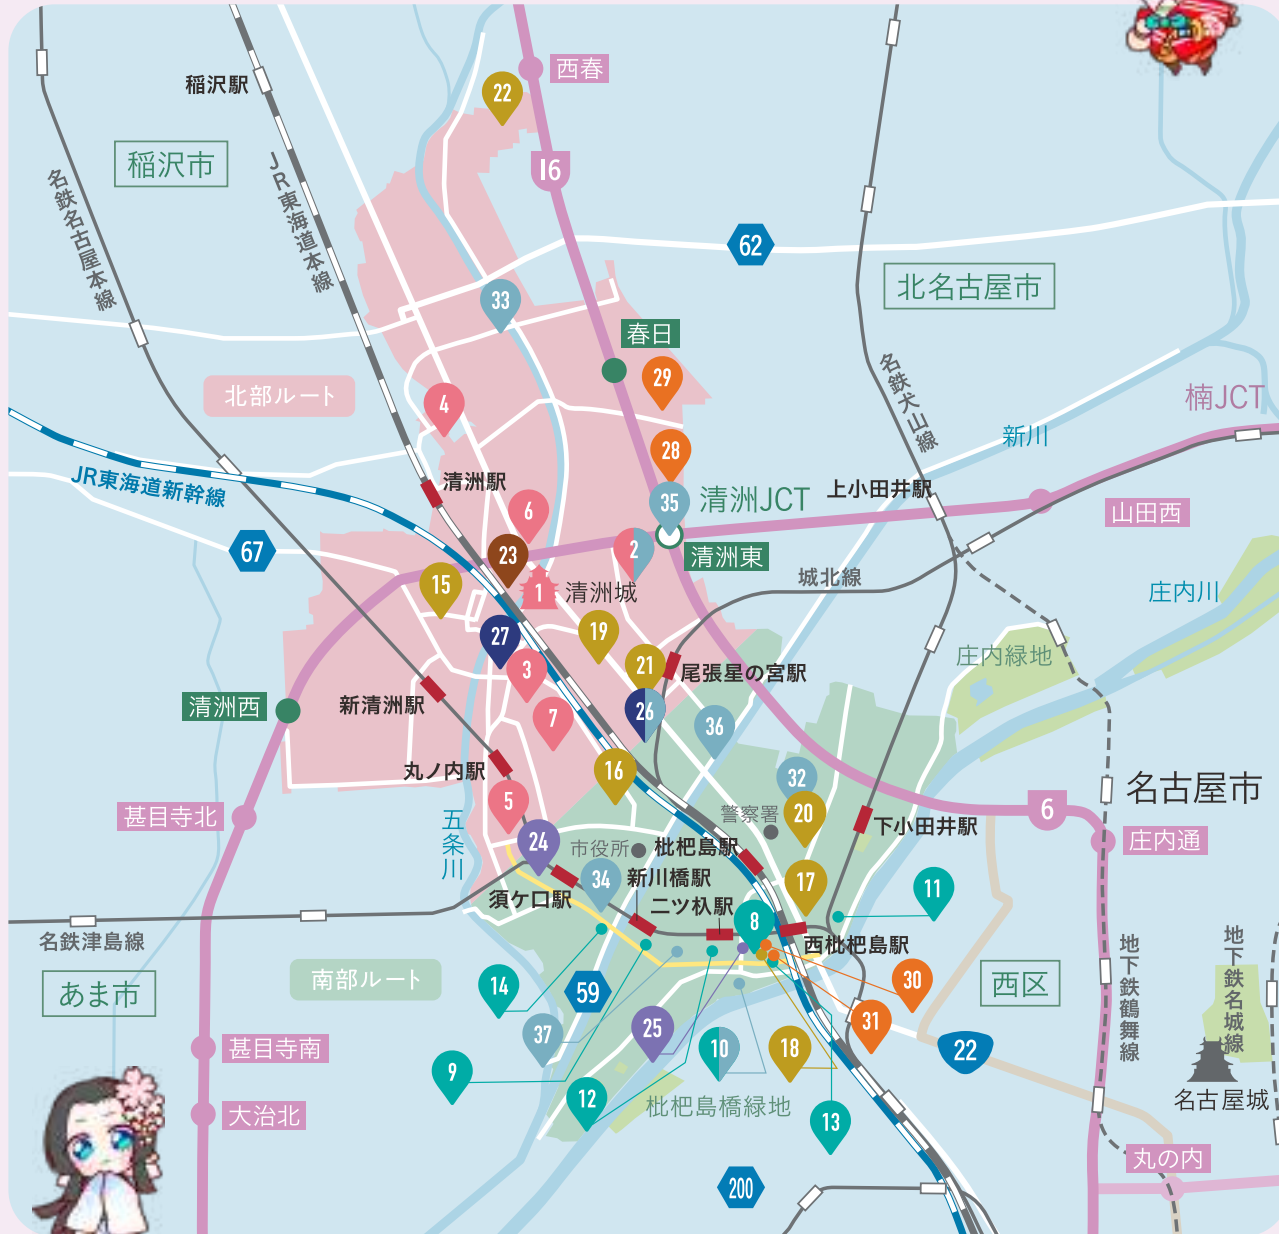 西春
22
稲沢駅
稲沢市
JR東海道本線
16
名鉄名古屋本線
62
北名古屋市
33
春日
29
名鉄犬山線
北部ルート
4
楠JCT
新川
28
JR東海道新幹線
清洲駅
35
清洲JCT
上小田井駅
山田西
6
67
23
2
清洲東
15
1
清洲城
城北線
庄内川
27
19
21
尾張星の宮駅
庄内緑地
3
清洲西
新清洲駅
26
7
36
丸ノ内駅
16
32
名古屋市
5
20
6
甚目寺北
五条川
警察署
下小田井駅
庄内通
24
市役所
枇杷島駅
34
新川橋駅
17
11
須ケ口駅
二ツ杁駅
8
名鉄津島線
西枇杷島駅
地下鉄鶴舞線
地下鉄名城線
南部ルート
あま市
14
59
30
西区
37
25
10
18
31
22
甚目寺南
9
12
枇杷島橋緑地
13
名古屋城
大治北
丸の内
200